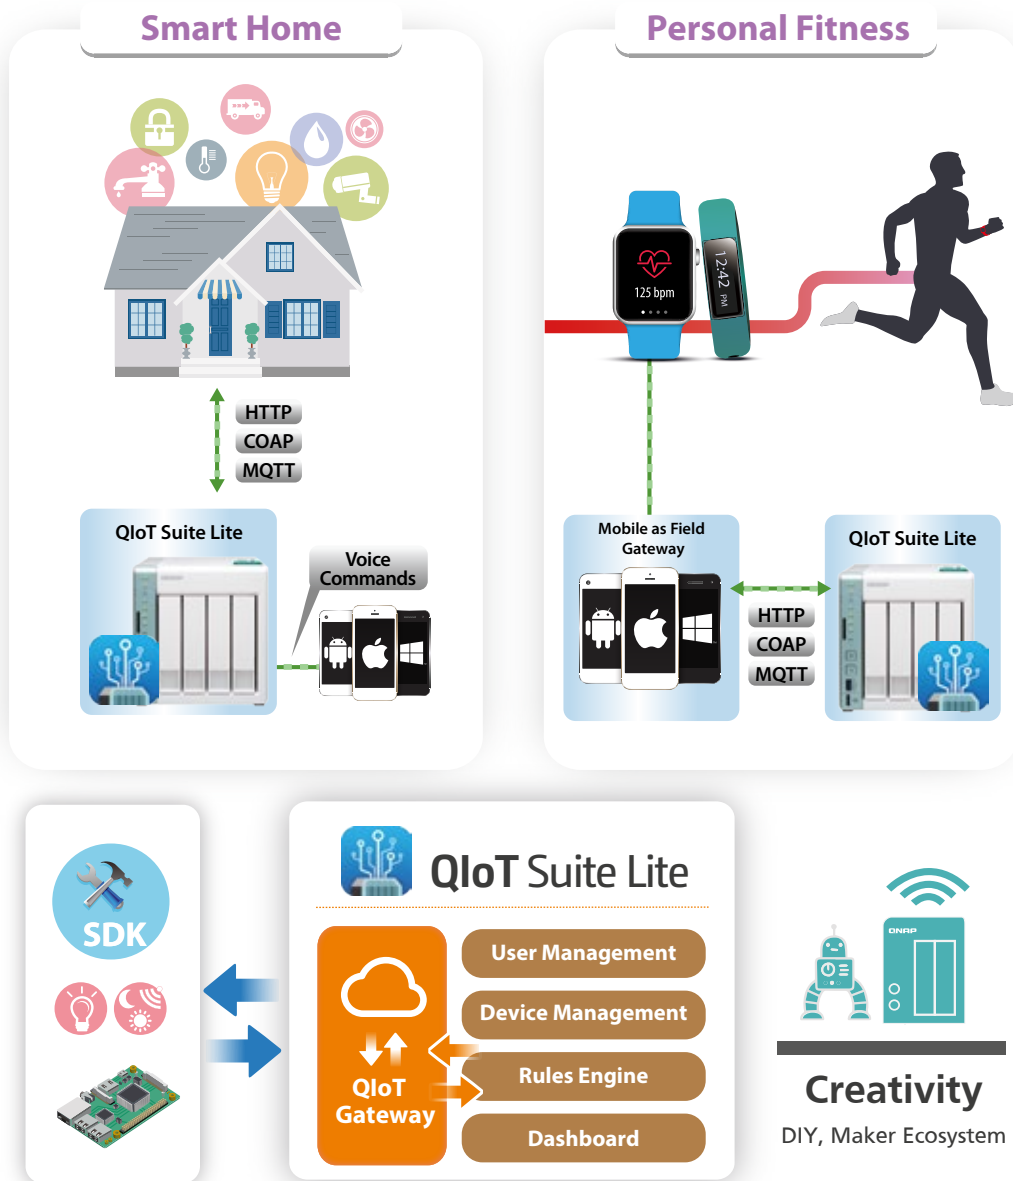 Smart Home
HTTP
COAP
MQTT
QIoT Suite Lite
Voice
Commands
Personal Fitness
125 bpm
12:42 PM
Mobile as Field
Gateway
HTTP
COAP
MQTT
QIoT Suite Lite
SDK
QIoT Suite Lite
QIoT
Gateway
User Management
Device Management
Rules Engine
Dashboard
QNAP
Creativity
DIY, Maker Ecosystem